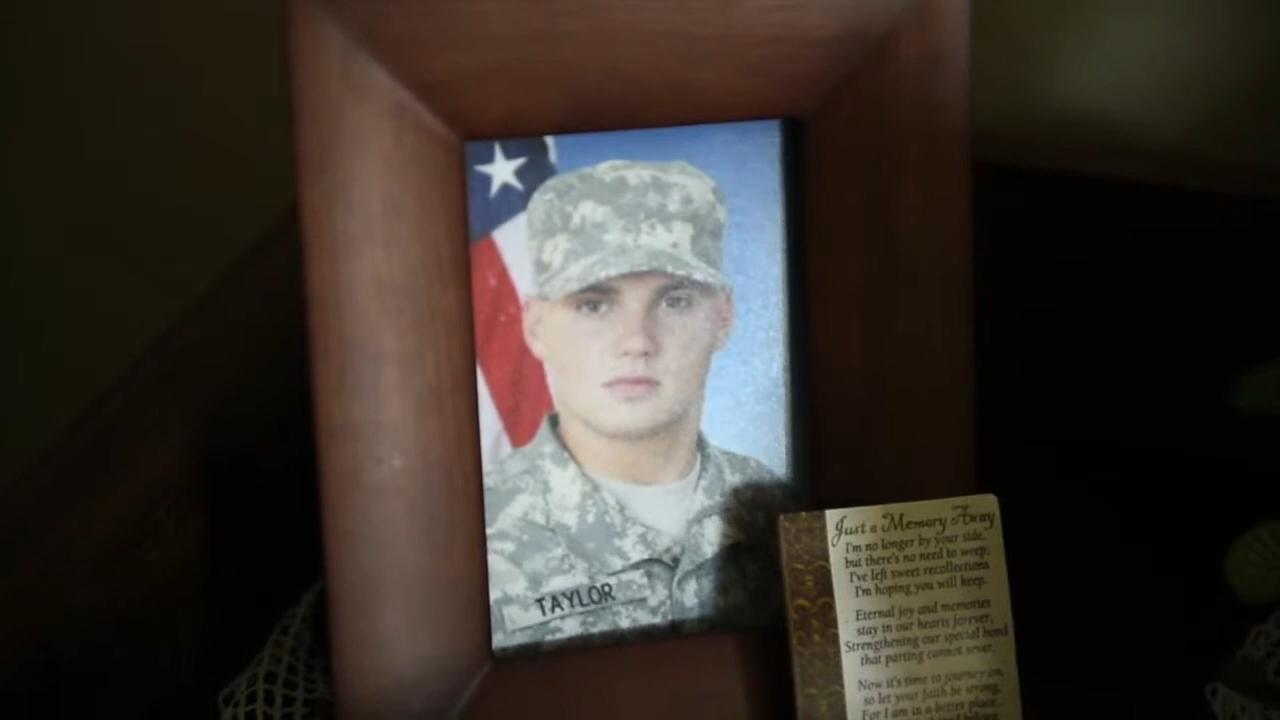 TAYLOR
Just a Memory Away
I'm no longer by your side,
but there's no need to weep;
I've left sweet recollections
I'm hoping you will keep.
Eternal joy and memories
stay in our hearts forever,
Strengthening our special bond
that parting cannot sever.
Now it's time to journey on,
so let your faith be strong,
For I am in a better place...